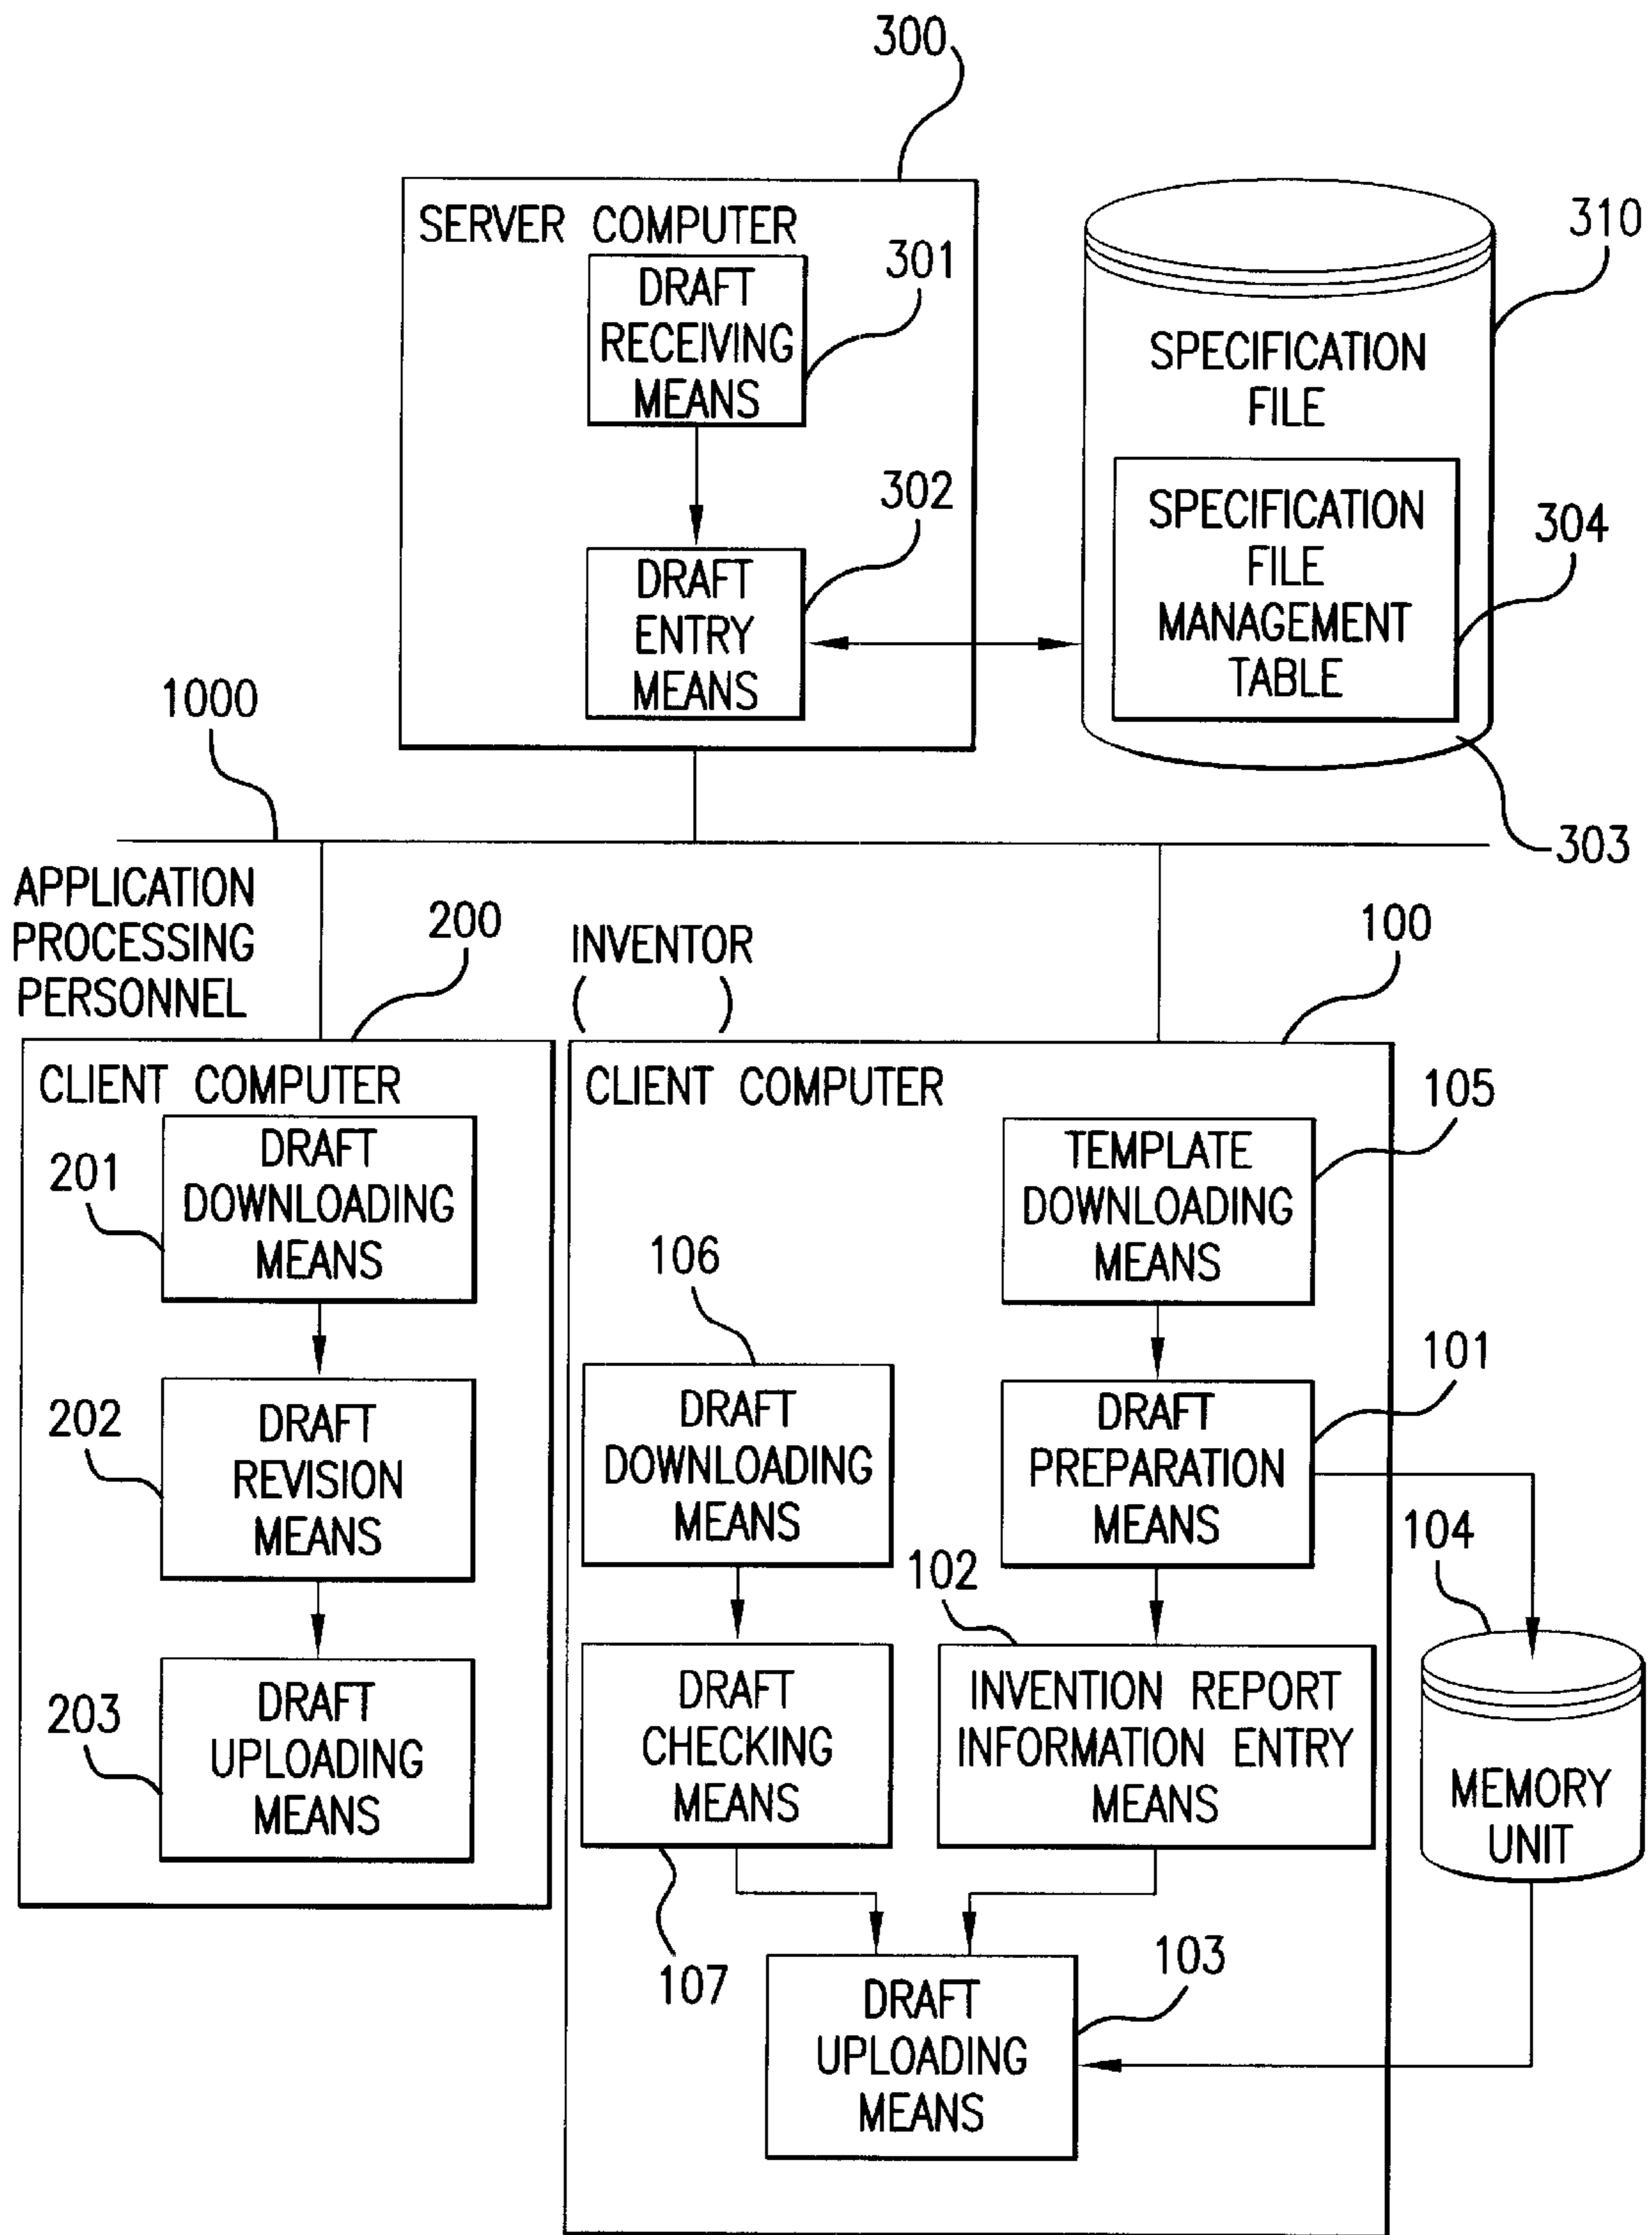 300
SERVER COMPUTER
301
DRAFT
RECEIVING
MEANS
302
DRAFT
ENTRY
MEANS
310
SPECIFICATION
FILE
SPECIFICATION
FILE
MANAGEMENT
TABLE
304
303
1000
APPLICATION
PROCESSING
PERSONNEL
200
CLIENT COMPUTER
201
DRAFT
DOWNLOADING
MEANS
202
DRAFT
REVISION
MEANS
203
DRAFT
UPLOADING
MEANS
INVENTOR
( )
100
CLIENT COMPUTER
105
TEMPLATE
DOWNLOADING
MEANS
106
DRAFT
DOWNLOADING
MEANS
101
DRAFT
PREPARATION
MEANS
104
MEMORY
UNIT
102
INVENTION REPORT
INFORMATION ENTRY
MEANS
DRAFT
CHECKING
MEANS
107
103
DRAFT
UPLOADING
MEANS